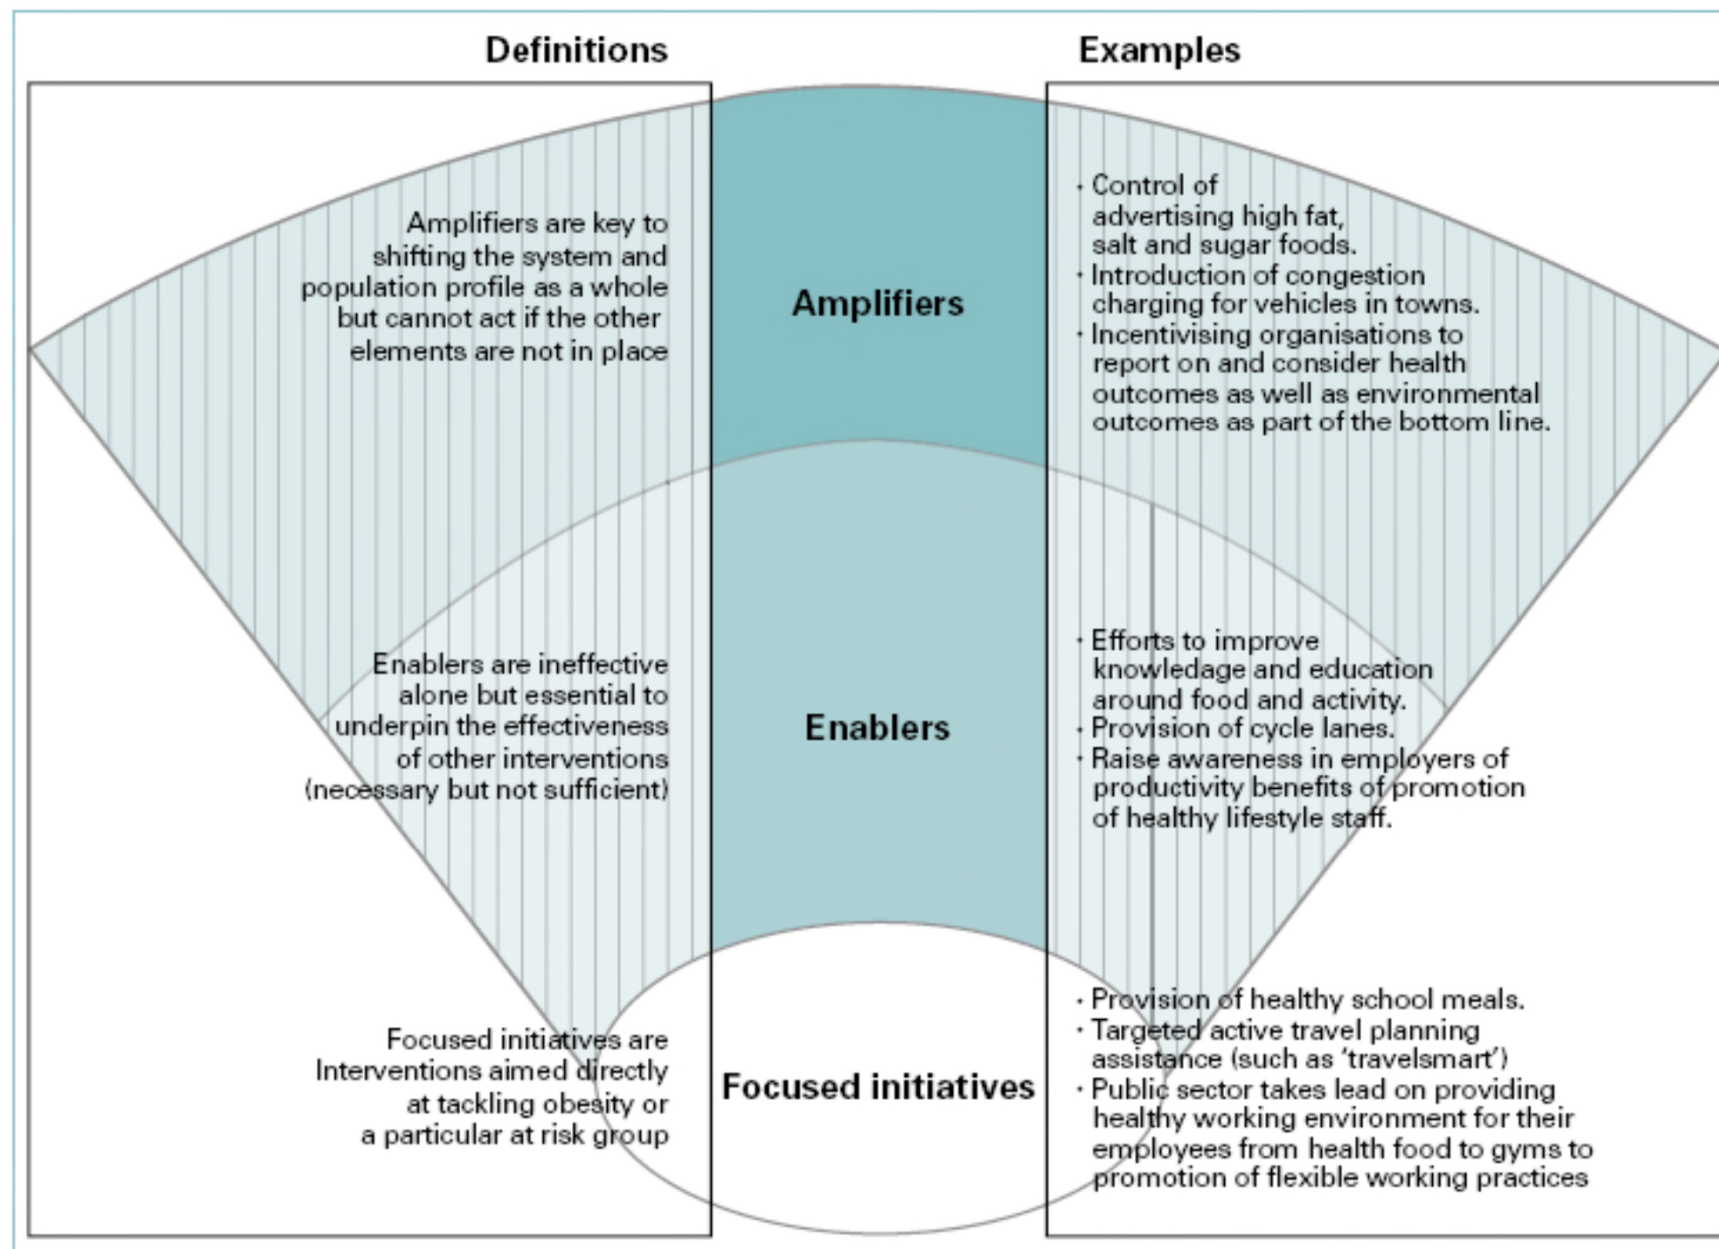 Definitions
Examples
Amplifiers are key to
shifting the system and
population profile as a whole
but cannot act if the other
elements are not in place
Amplifiers
· Control of
advertising high fat,
salt and sugar foods.
· Introduction of congestion
charging for vehicles in towns.
· Incentivising organisations to
report on and consider health
outcomes as well as environmental
outcomes as part of the bottom line.
Enablers are ineffective
alone but essential to
underpin the effectiveness
of other interventions
(necessary but not sufficient)
Enablers
· Efforts to improve
knowledage and education
around food and activity.
· Provision of cycle lanes.
· Raise awareness in employers of
productivity benefits of promotion
of healthy lifestyle staff.
Focused initiatives are
Interventions aimed directly
at tackling obesity or
a particular at risk group
Focused initiatives
· Provision of healthy school meals.
· Targeted active travel planning
assistance (such as ‘travelsmart’)
· Public sector takes lead on providing
healthy working environment for their
employees from health food to gyms to
promotion of flexible working practices